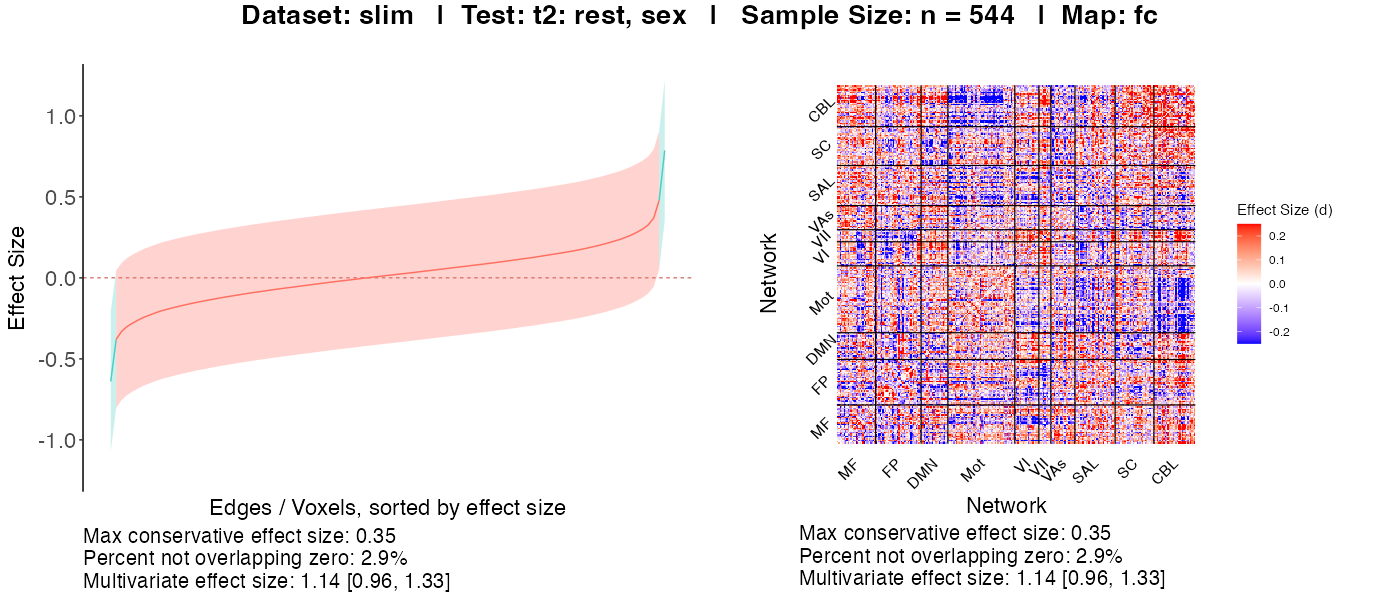 Dataset: slim | Test: t2: rest, sex | Sample Size: n = 544 | Map: fc
Effect Size
1.0
0.5
0.0
-0.5
-1.0
Edges / Voxels, sorted by effect size
Max conservative effect size: 0.35
Percent not overlapping zero: 2.9%
Multivariate effect size: 1.14 [0.96, 1.33]
Network
CBL
SC
SAL
VAs
VII
VI
Mot
DMN
FP
MF
MF
FP
DMN
Mot
VI
VII
VAs
SAL
SC
CBL
Network
Max conservative effect size: 0.35
Percent not overlapping zero: 2.9%
Multivariate effect size: 1.14 [0.96, 1.33]
Effect Size (d)
0.2
0.1
0.0
-0.1
-0.2